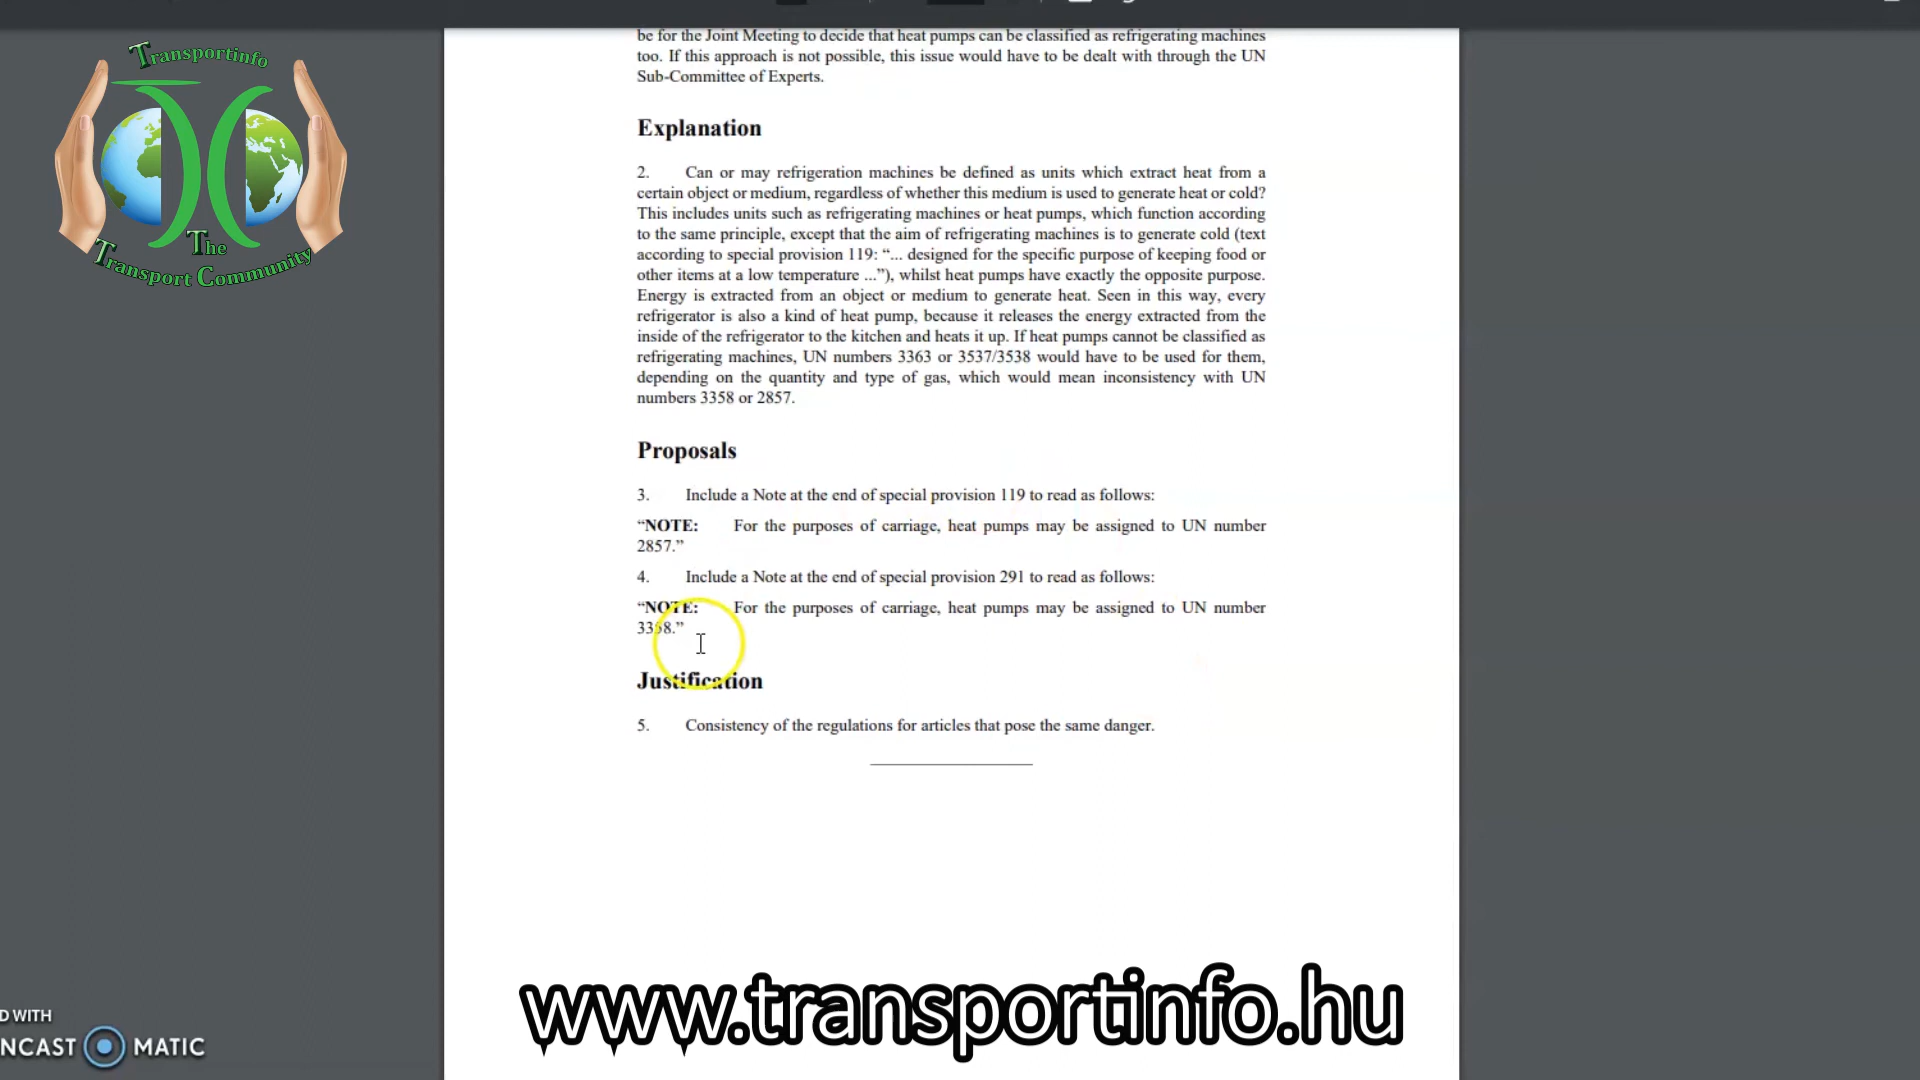 Transportinfo
The
Transport Community
be for the Joint Meeting to decide that heat pumps can be classified as refrigerating machines
too. If this approach is not possible, this issue would have to be dealt with through the UN
Sub-Committee of Experts.
Explanation
2. Can or may refrigeration machines be defined as units which extract heat from a
certain object or medium, regardless of whether this medium is used to generate heat or cold?
This includes units such as refrigerating machines or heat pumps, which function according
to the same principle, except that the aim of refrigerating machines is to generate cold (text
according to special provision 119: “... designed for the specific purpose of keeping food or
other items at a low temperature ...”), whilst heat pumps have exactly the opposite purpose.
Energy is extracted from an object or medium to generate heat. Seen in this way, every
refrigerator is also a kind of heat pump, because it releases the energy extracted from the
inside of the refrigerator to the kitchen and heats it up. If heat pumps cannot be classified as
refrigerating machines, UN numbers 3363 or 3537/3538 would have to be used for them,
depending on the quantity and type of gas, which would mean inconsistency with UN
numbers 3358 or 2857.
Proposals
3. Include a Note at the end of special provision 119 to read as follows:
“NOTE: For the purposes of carriage, heat pumps may be assigned to UN number
2857.”
4. Include a Note at the end of special provision 291 to read as follows:
“NOTE: For the purposes of carriage, heat pumps may be assigned to UN number
3358.”
Justification
5. Consistency of the regulations for articles that pose the same danger.
www.transportinfo.hu
D WITH
NCAST MATIC